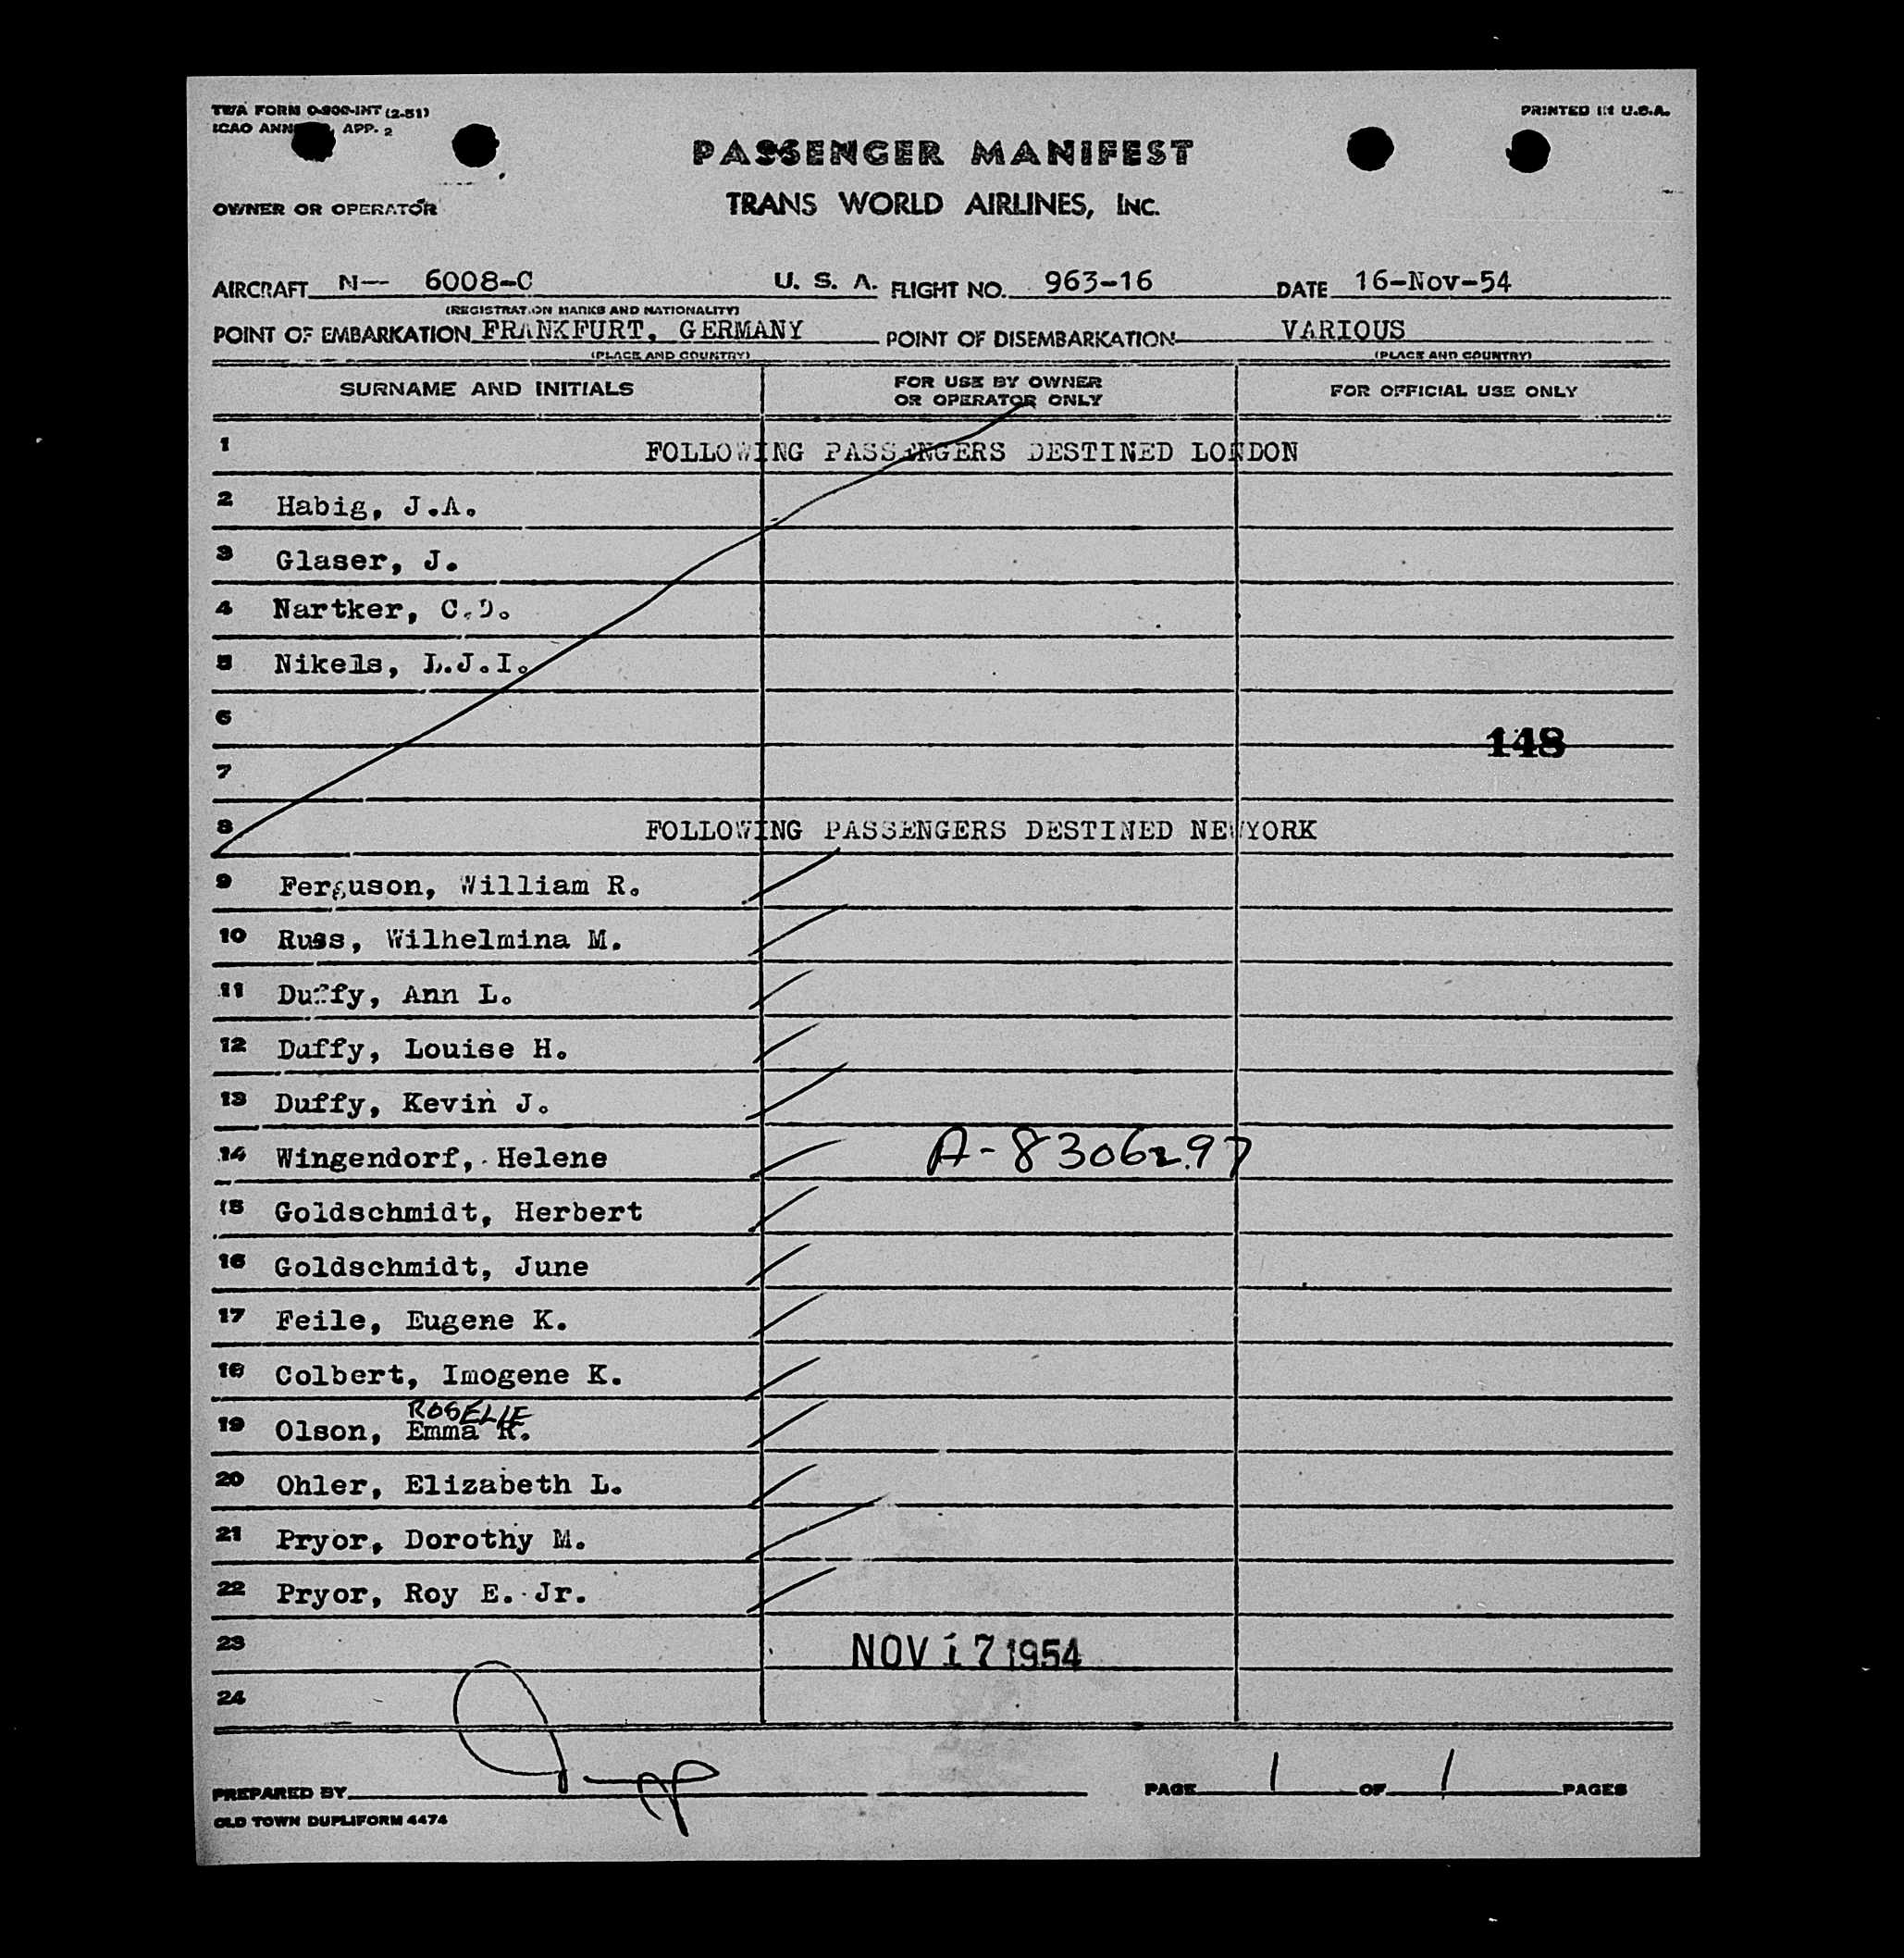 TWA FORM O-800-INT (2-51)
PRINTED IN U.S.A.
ICAO APP. 2
PASSENGER MANIFEST
OWNER OR OPERATOR
TRANS WORLD AIRLINES, INC.
AIRCRAFT N— 6008-C U. S. A. FLIGHT NO. 963-16 DATE 16-Nov-54
(REGISTRATION MARKS AND NATIONALITY)
POINT OF EMBARKATION FRANKFURT, GERMANY POINT OF DISEMBARKATION VARIOUS
(PLACE AND COUNTRY) (PLACE AND COUNTRY)
SURNAME AND INITIALS
FOR USE BY OWNER
OR OPERATOR ONLY
FOR OFFICIAL USE ONLY
1 FOLLOWING PASSENGERS DESTINED LONDON
2 Habig, J.A.
3 Glaser, J.
4 Nartker, C.D.
5 Nikels, L.J.I.
6
148
7
8 FOLLOWING PASSENGERS DESTINED NEWYORK
9 Ferguson, William R.
10 Russ, Wilhelmina M.
11 Duffy, Ann L.
12 Duffy, Louise H.
13 Duffy, Kevin J.
14 Wingendorf, Helene A-8306297
15 Goldschmidt, Herbert
16 Goldschmidt, June
17 Feile, Eugene K.
18 Colbert, Imogene K.
ROSELLE
19 Olson, Emma R.
20 Ohler, Elizabeth L.
21 Pryor, Dorothy M.
22 Pryor, Roy E. Jr.
23 NOV 17 1954
24
PREPARED BY PAGE 1 OF 1 PAGES
OLD TOWN DUPLIFORM 4474